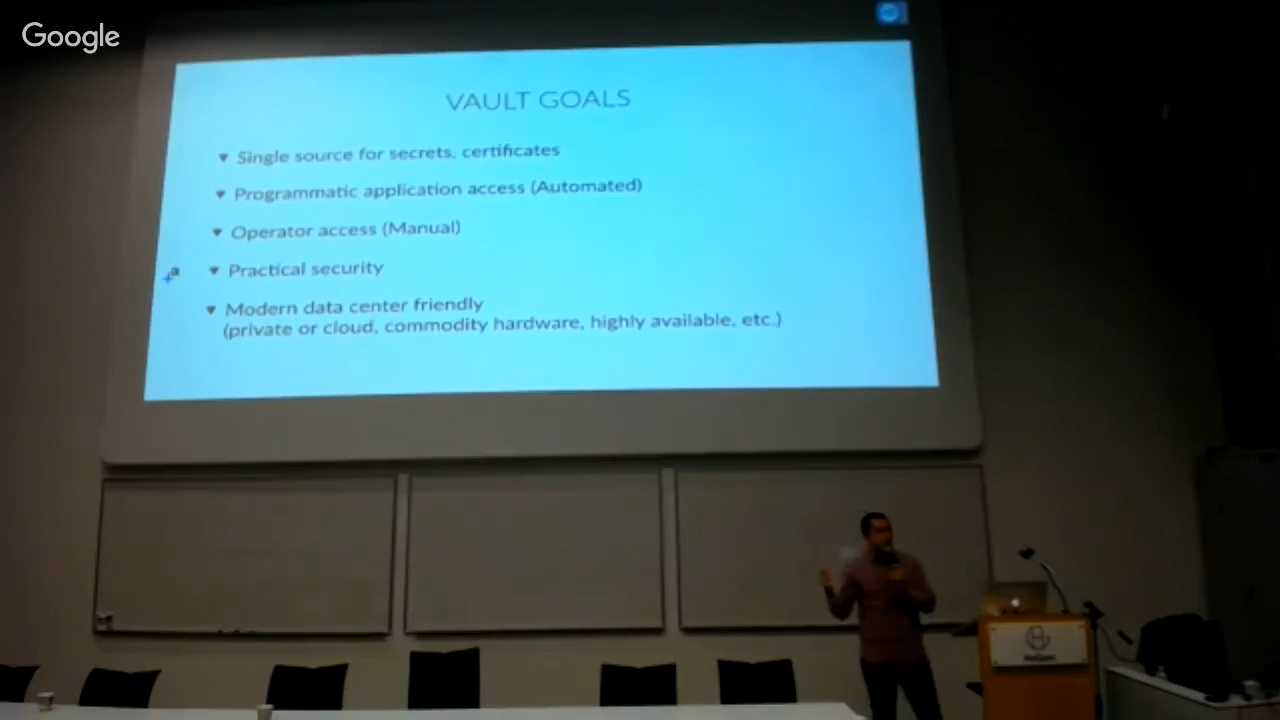 Google
VAULT GOALS
Single source for secrets, certificates
Programmatic application access (Automated)
Operator access (Manual)
Practical security
Modern data center friendly
(private or cloud, commodity hardware, highly available, etc.)